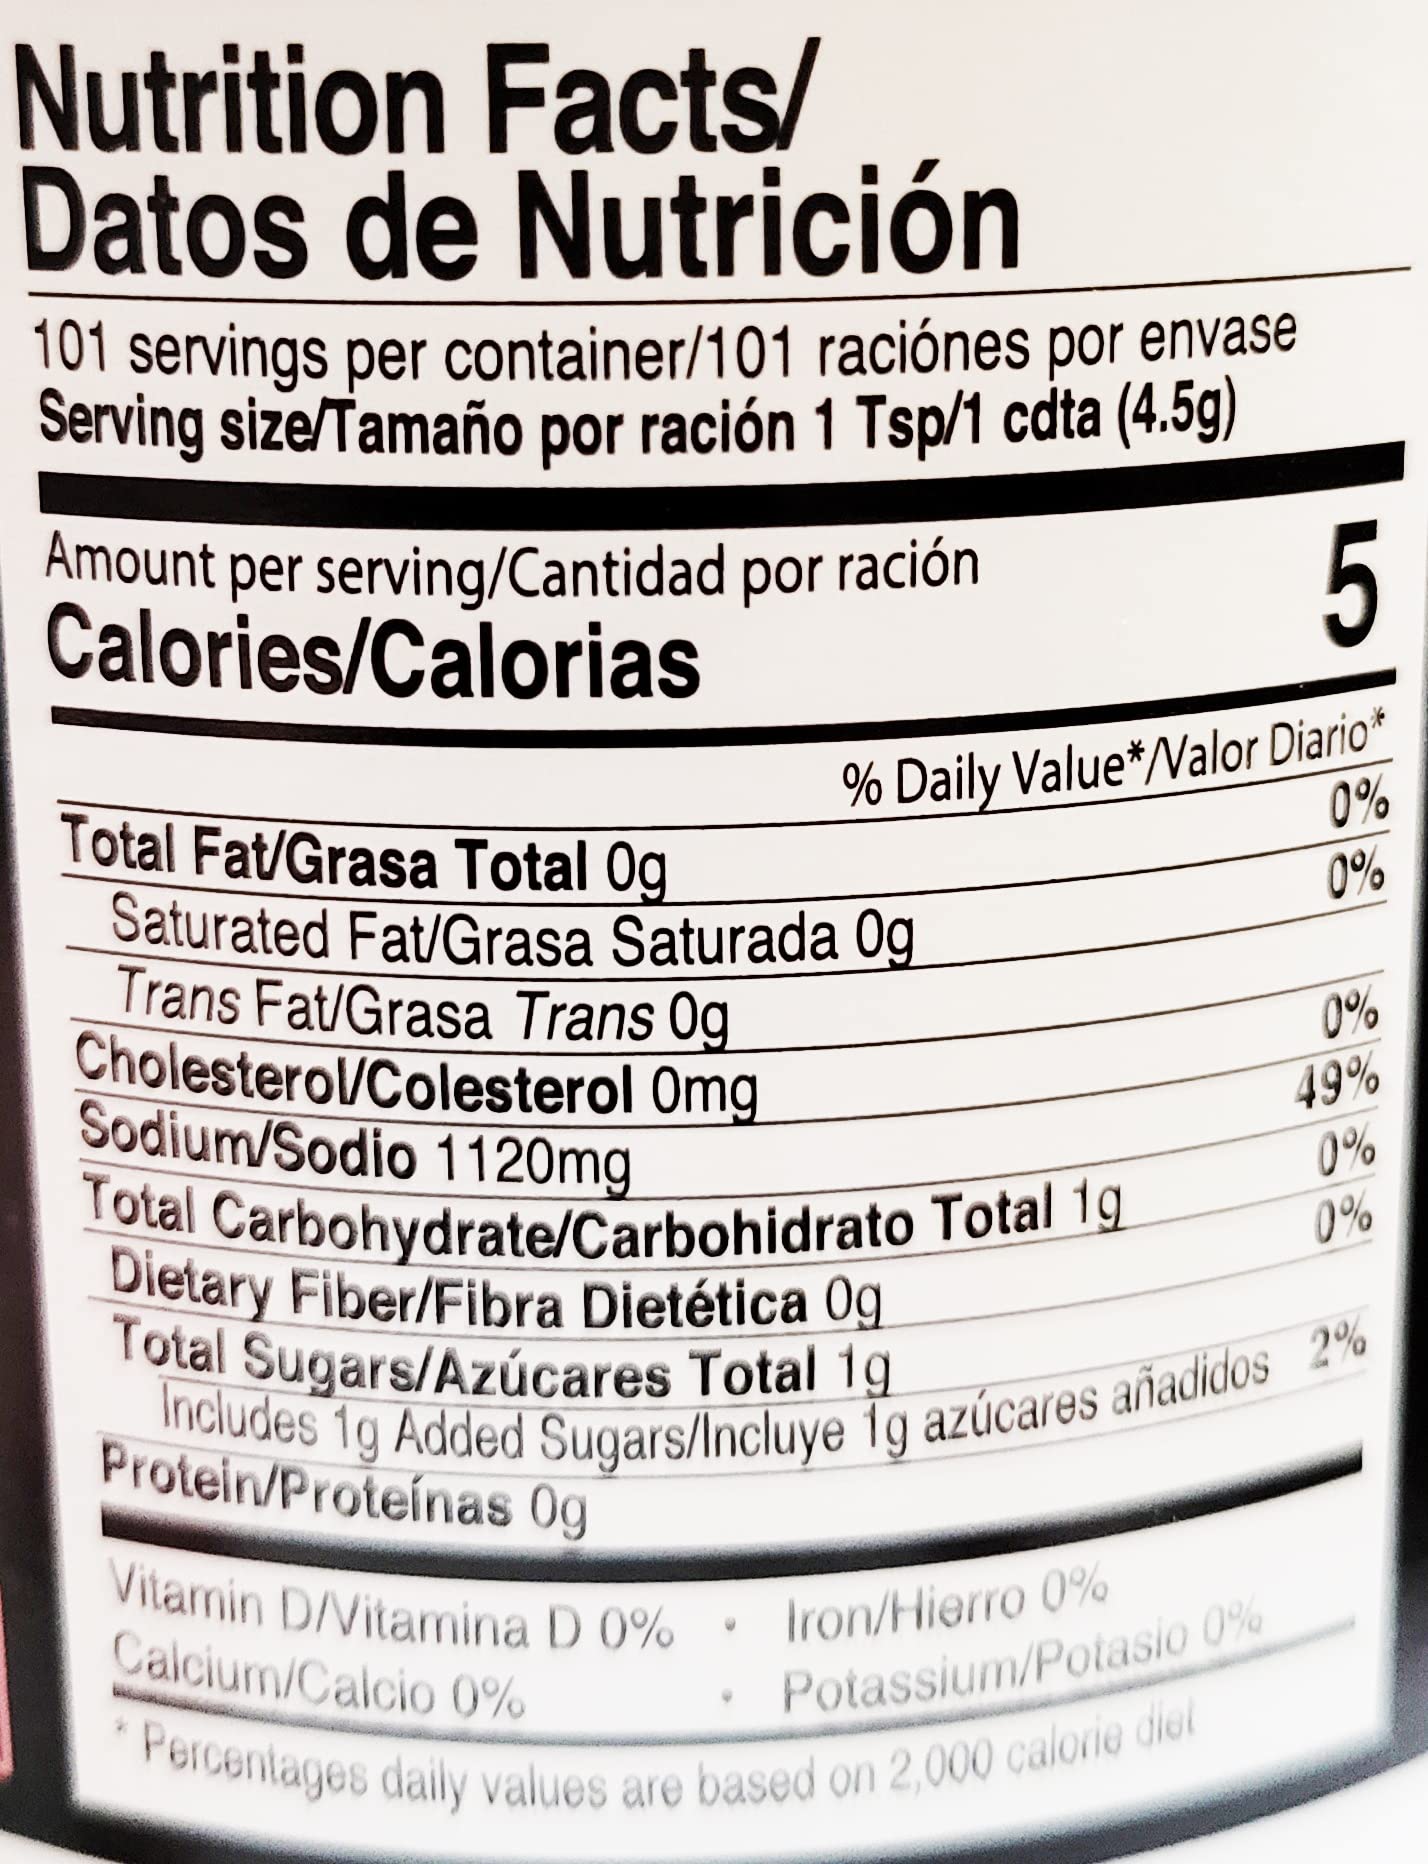 Nutrition Facts/
Datos de Nutrición
101 servings per container/101 raciónes por envase
Serving size/Tamaño por ración 1 Tsp/1 cdta (4.5g)
Amount per serving/Cantidad por ración
Calories/Calorias 5
% Daily Value*/Valor Diario*
Total Fat/Grasa Total 0g 0%
Saturated Fat/Grasa Saturada 0g 0%
Trans Fat/Grasa Trans 0g
Cholesterol/Colesterol 0mg 0%
Sodium/Sodio 1120mg 49%
Total Carbohydrate/Carbohidrato Total 1g 0%
Dietary Fiber/Fibra Dietética 0g 0%
Total Sugars/Azúcares Total 1g
Includes 1g Added Sugars/Incluye 1g azúcares añadidos 2%
Protein/Proteínas 0g
Vitamin D/Vitamina D 0% • Iron/Hierro 0%
Calcium/Calcio 0% • Potassium/Potasio 0%
* Percentages daily values are based on 2,000 calorie diet